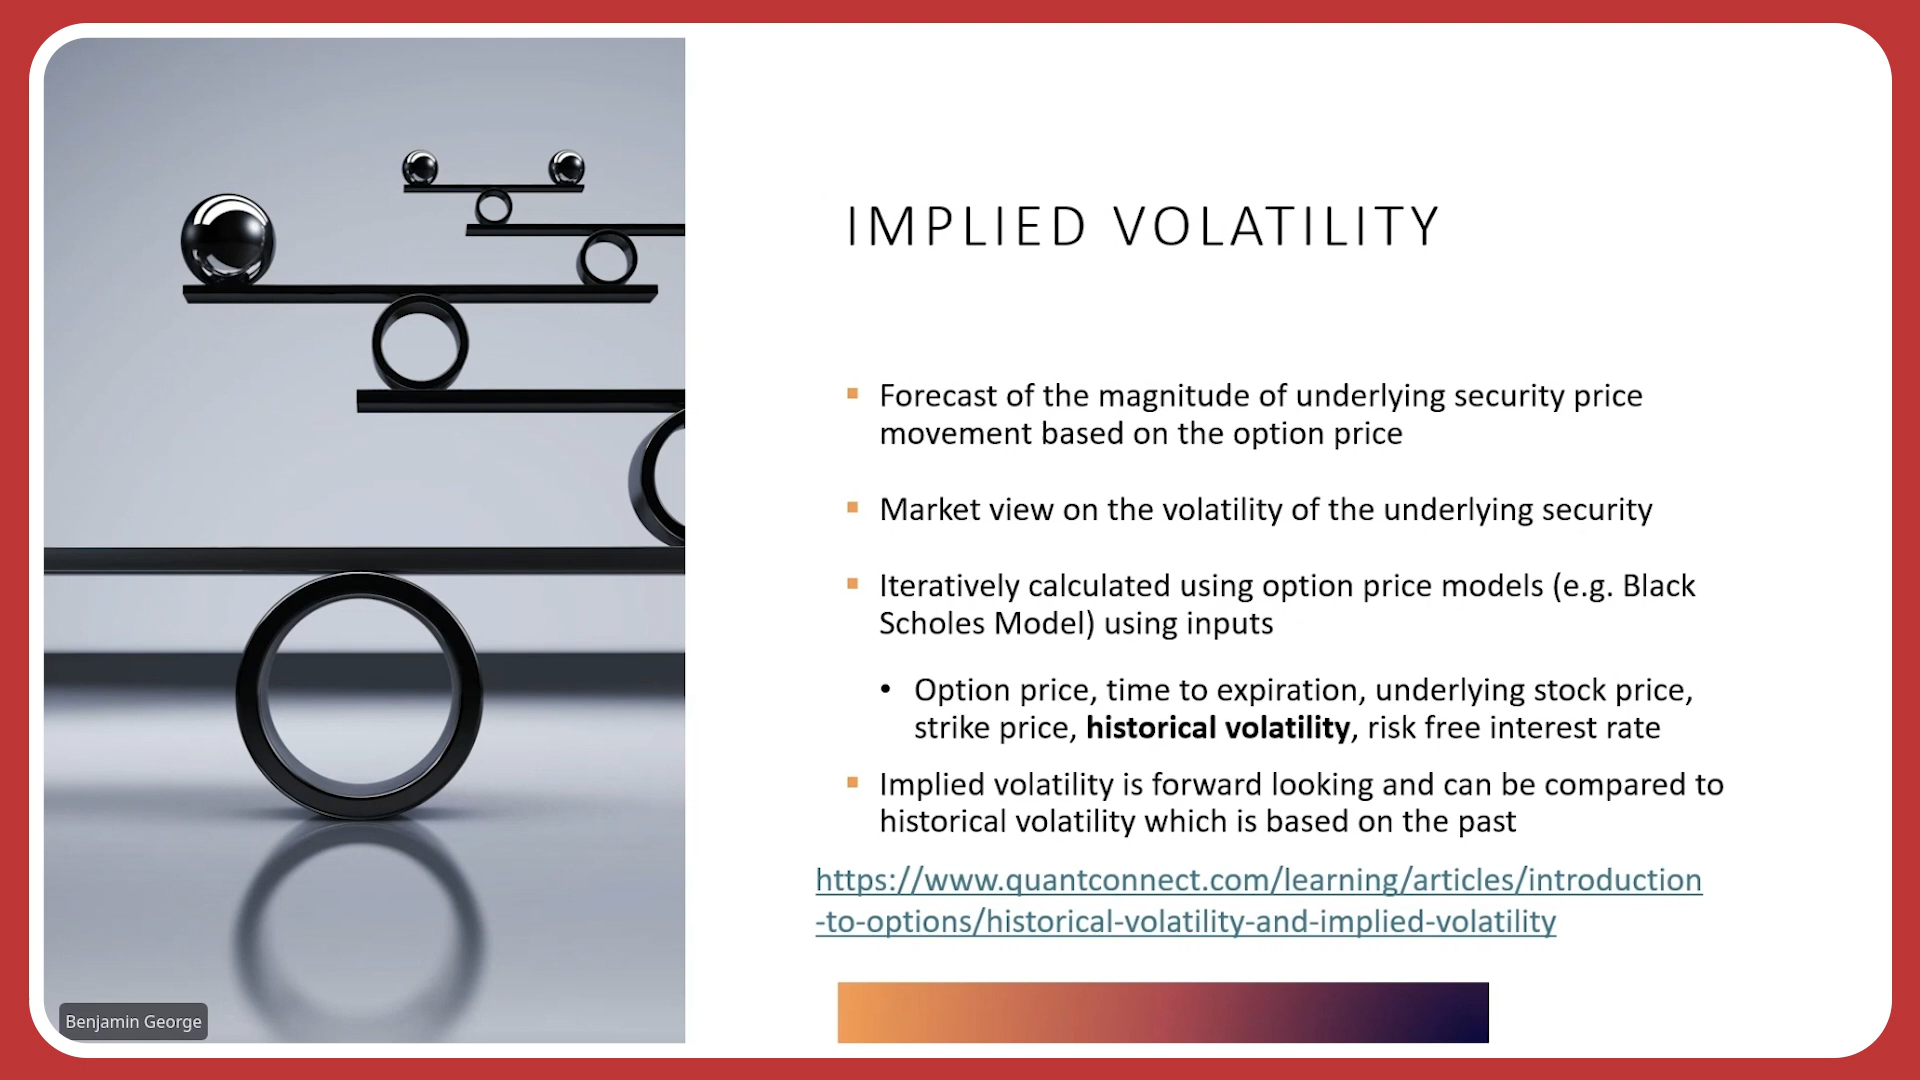 IMPLIED VOLATILITY
▪ Forecast of the magnitude of underlying security price
movement based on the option price
▪ Market view on the volatility of the underlying security
▪ Iteratively calculated using option price models (e.g. Black
Scholes Model) using inputs
• Option price, time to expiration, underlying stock price,
strike price, historical volatility, risk free interest rate
▪ Implied volatility is forward looking and can be compared to
historical volatility which is based on the past
https://www.quantconnect.com/learning/articles/introduction
-to-options/historical-volatility-and-implied-volatility
Benjamin George